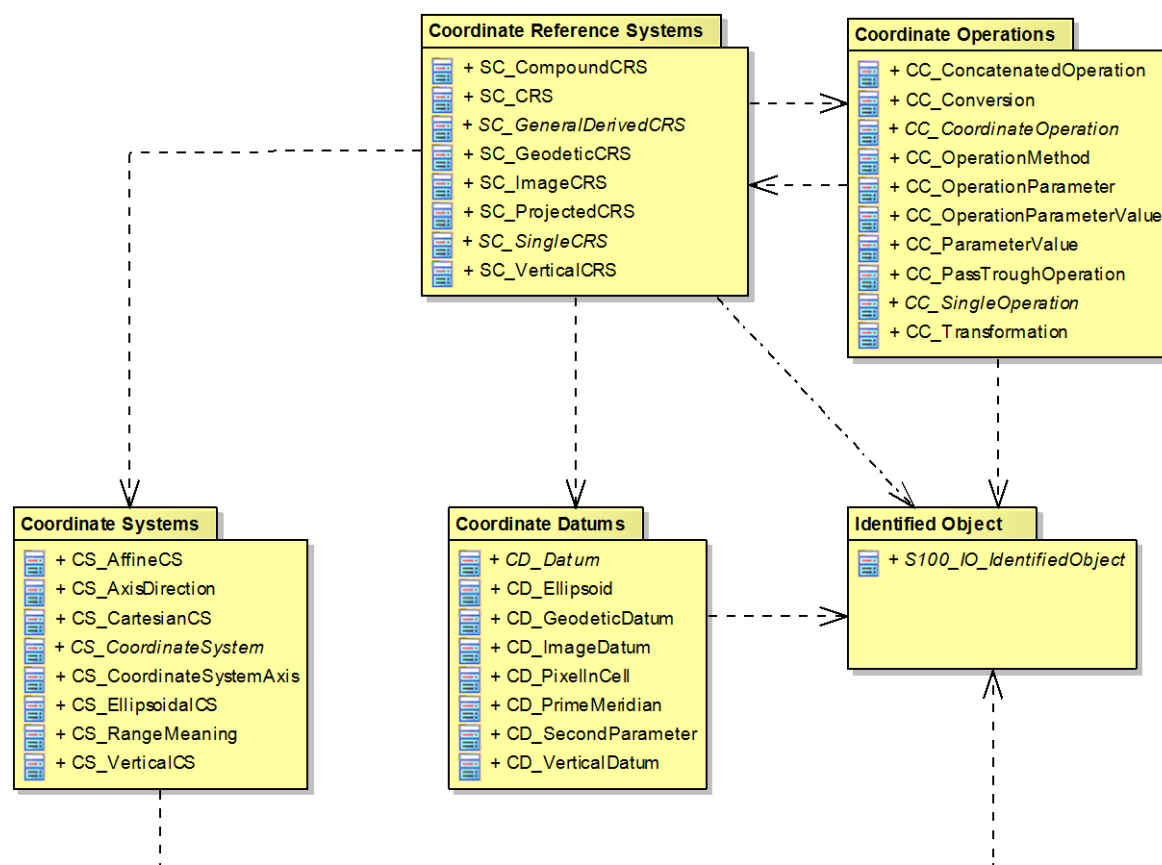 Coordinate Reference Systems
+ SC_CompoundCRS
+ SC_CRS
+ SC_GeneralDerivedCRS
+ SC_GeodeticCRS
+ SC_ImageCRS
+ SC_ProjectedCRS
+ SC_SingleCRS
+ SC_VerticalCRS
Coordinate Operations
+ CC_ConcatenatedOperation
+ CC_Conversion
+ CC_CoordinateOperation
+ CC_OperationMethod
+ CC_OperationParameter
+ CC_OperationParameterValue
+ CC_ParameterValue
+ CC_PassTroughOperation
+ CC_SingleOperation
+ CC_Transformation
Coordinate Systems
+ CS_AffineCS
+ CS_AxisDirection
+ CS_CartesianCS
+ CS_CoordinateSystem
+ CS_CoordinateSystemAxis
+ CS_EllipsoidalCS
+ CS_RangeMeaning
+ CS_VerticalCS
Coordinate Datums
+ CD_Datum
+ CD_Ellipsoid
+ CD_GeodeticDatum
+ CD_ImageDatum
+ CD_PixelInCell
+ CD_PrimeMeridian
+ CD_SecondParameter
+ CD_VerticalDatum
Identified Object
+ S100_IO_IdentifiedObject